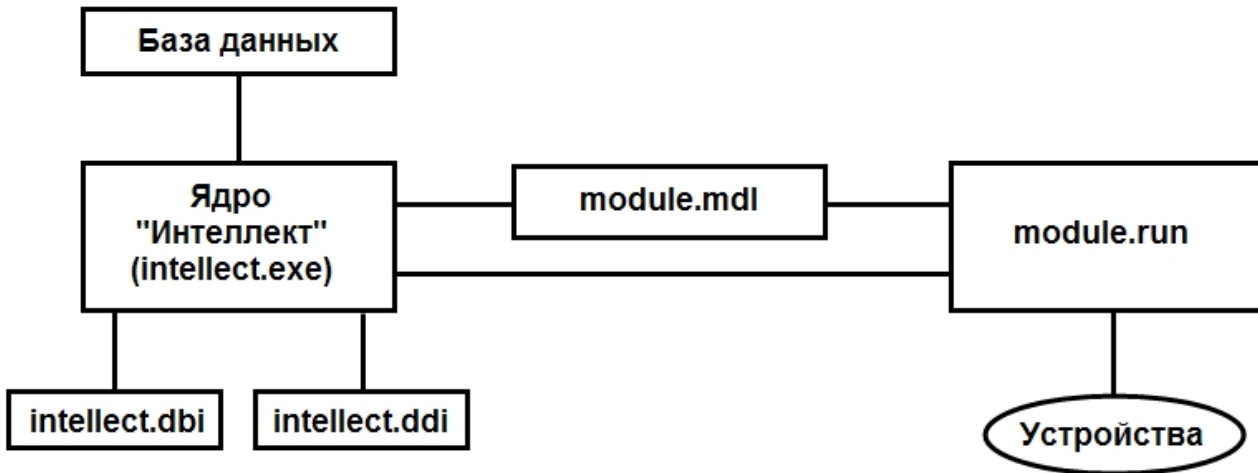 База данных
Ядро
"Интеллект"
(intellect.exe)
module.mdl
module.run
intellect.dbi
intellect.ddi
Устройства